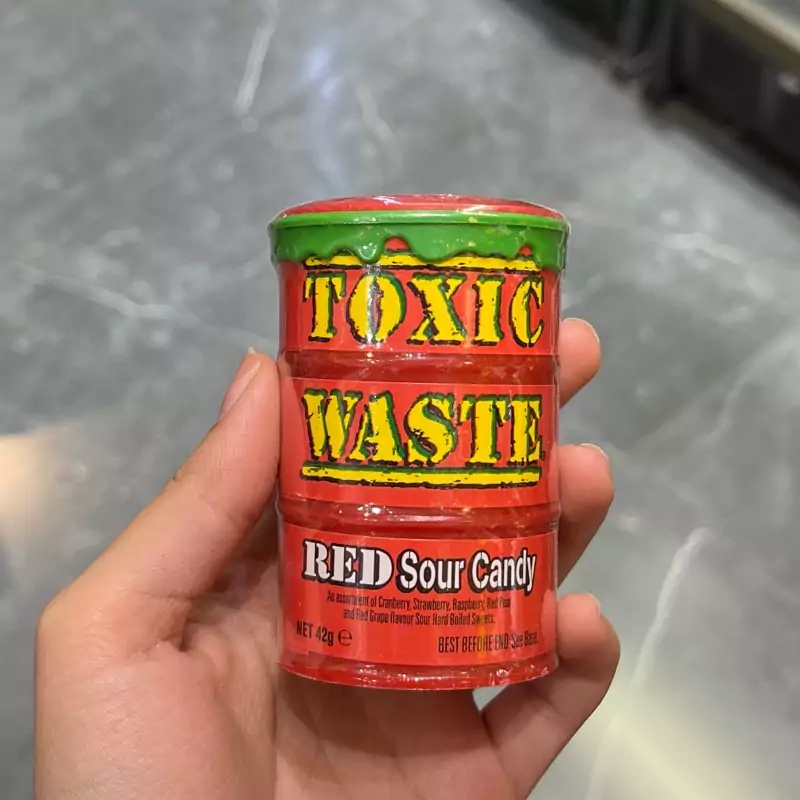 TOXIC
WASTE
RED Sour Candy
An assortment of Cranberry, Strawberry, Raspberry, Red Pear
and Red Grape flavour Sour Hard Boiled Sweets.
NET 42g ℮
BEST BEFORE END: See Base.